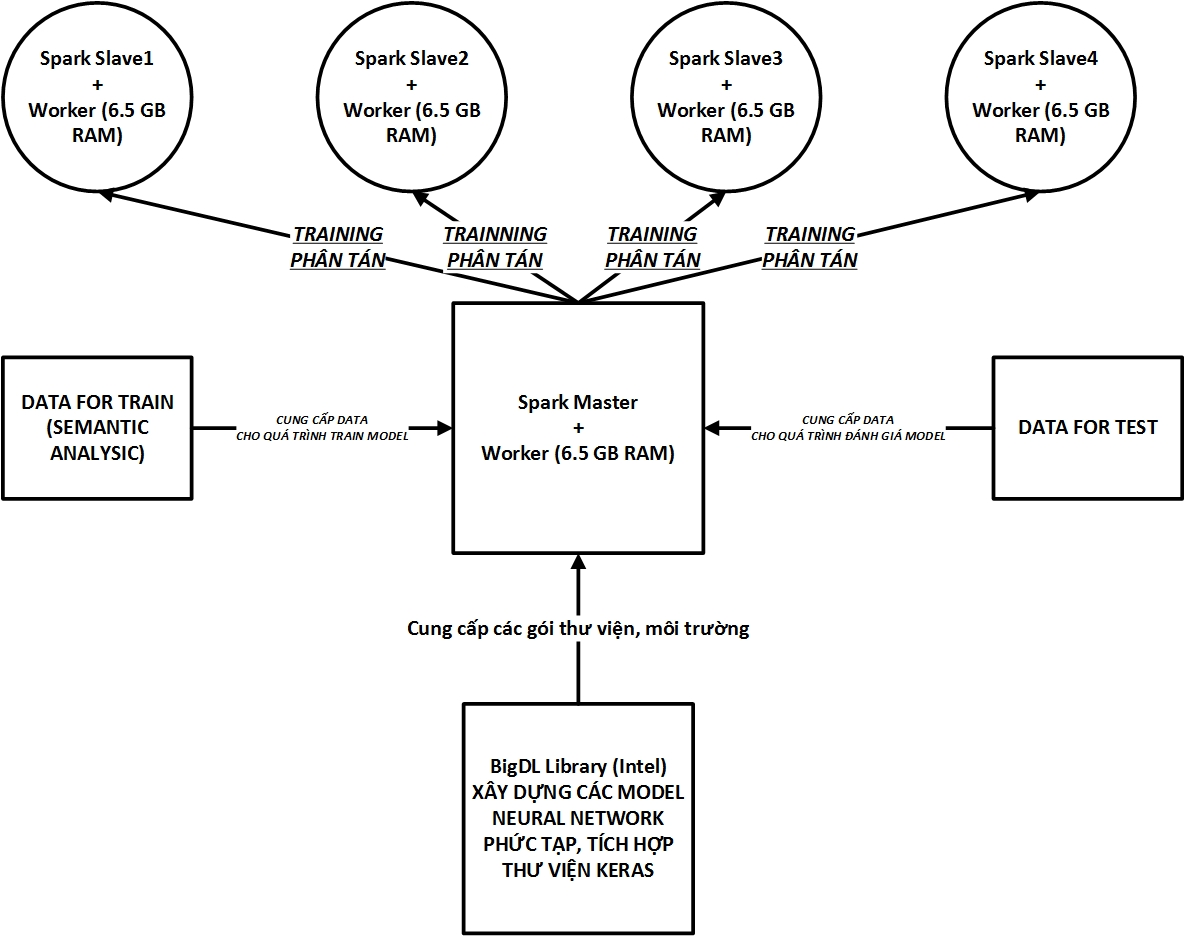 Spark Slave1
+
Worker (6.5 GB
RAM)
Spark Slave2
+
Worker (6.5 GB
RAM)
Spark Slave3
+
Worker (6.5 GB
RAM)
Spark Slave4
+
Worker (6.5 GB
RAM)
TRAINING
PHÂN TÁN
TRAINNING
PHÂN TÁN
TRAINING
PHÂN TÁN
TRAINING
PHÂN TÁN
DATA FOR TRAIN
(SEMANTIC
ANALYSIC)
CUNG CẤP DATA
CHO QUÁ TRÌNH TRAIN MODEL
Spark Master
+
Worker (6.5 GB RAM)
CUNG CẤP DATA
CHO QUÁ TRÌNH ĐÁNH GIÁ MODEL
DATA FOR TEST
Cung cấp các gói thư viện, môi trường
BigDL Library (Intel)
XÂY DỰNG CÁC MODEL
NEURAL NETWORK
PHỨC TẠP, TÍCH HỢP
THƯ VIỆN KERAS